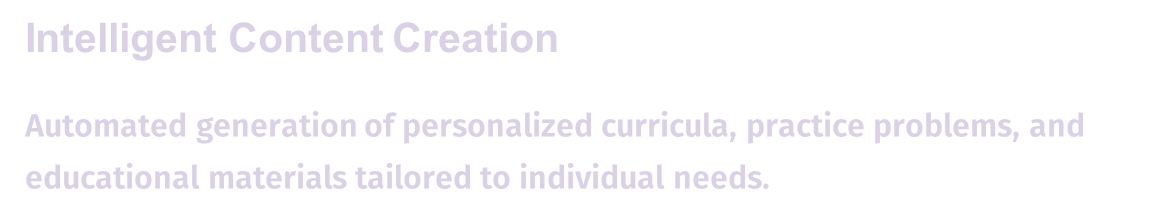 Intelligent Content Creation
Automated generation of personalized curricula, practice problems, and
educational materials tailored to individual needs.